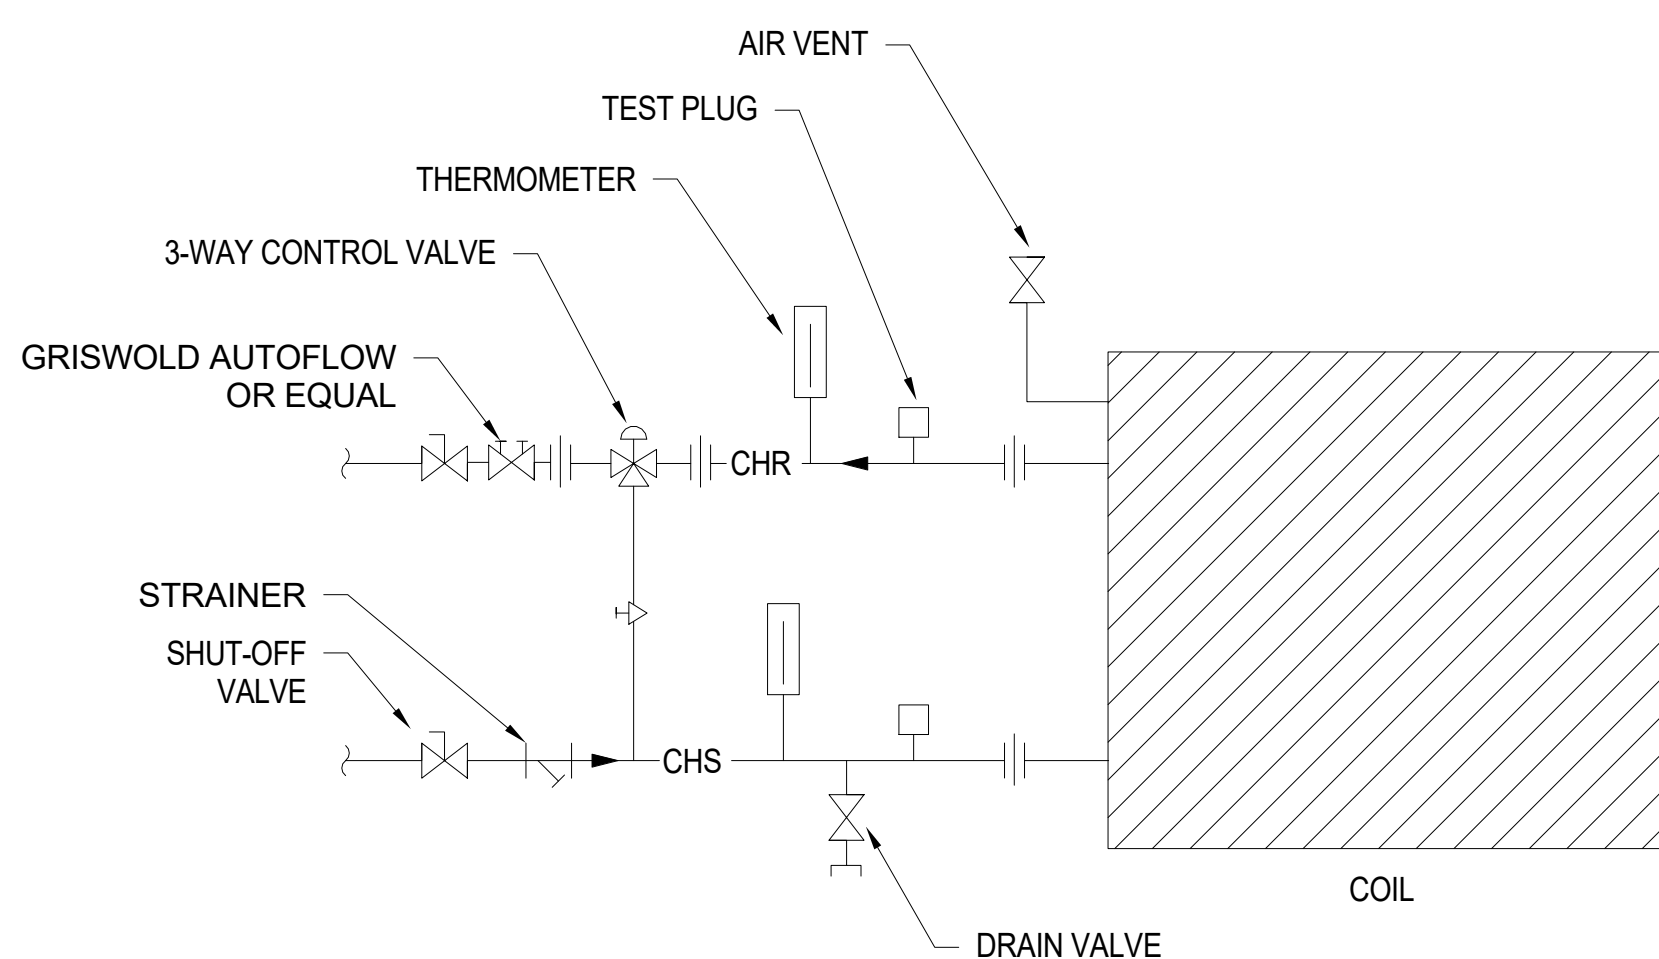 AIR VENT
TEST PLUG
THERMOMETER
3-WAY CONTROL VALVE
GRISWOLD AUTOFLOW
OR EQUAL
CHR
STRAINER
SHUT-OFF
VALVE
CHS
COIL
DRAIN VALVE